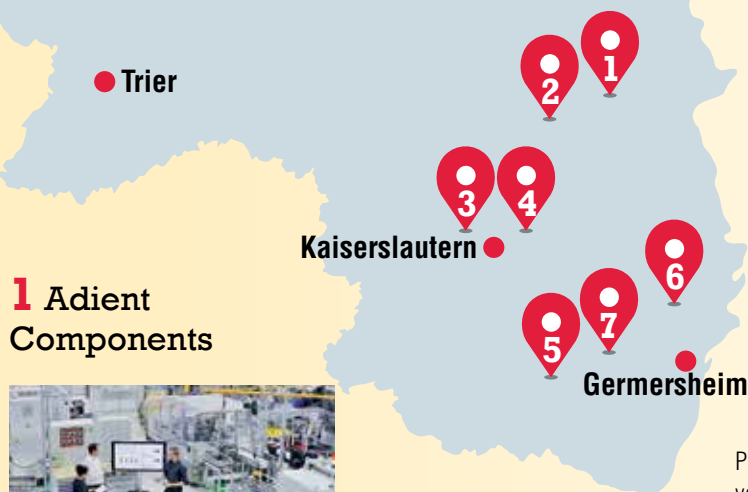 Trier
1
2
3
4
Kaiserslautern
6
1 Adient
Components
7
5
Germersheim
P